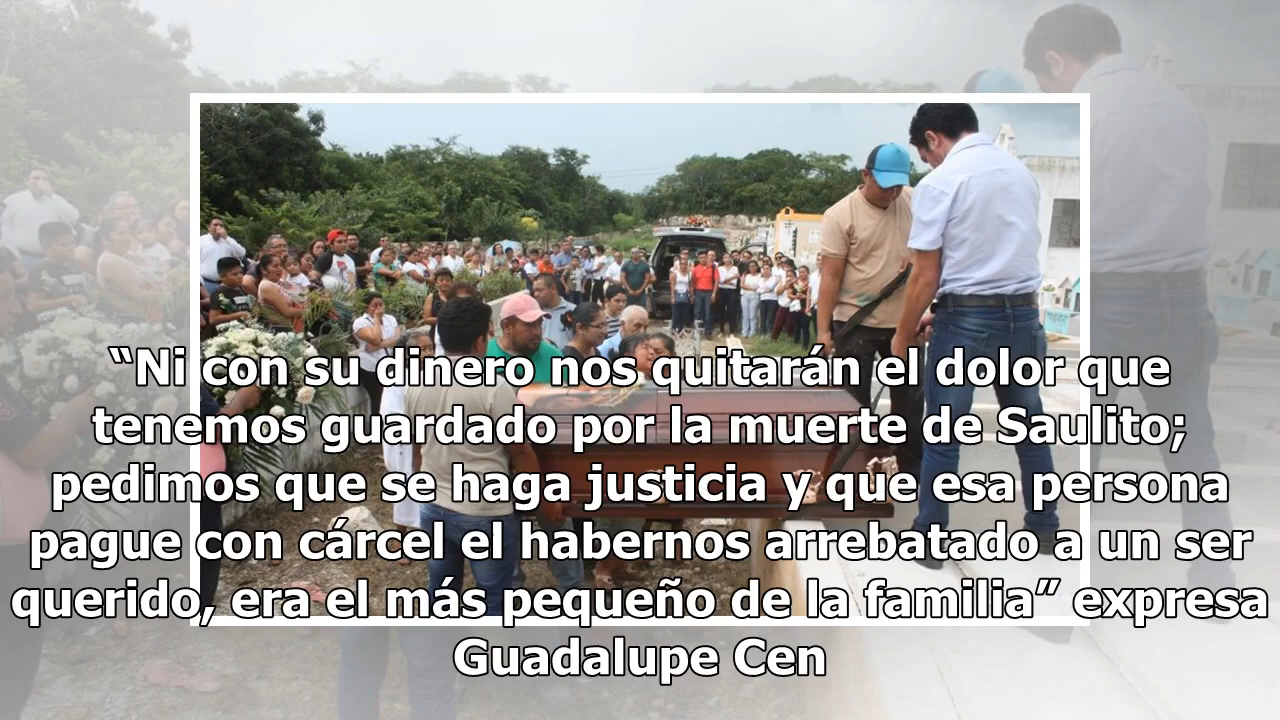 “Ni con su dinero nos quitarán el dolor que
tenemos guardado por la muerte de Saulito;
pedimos que se haga justicia y que esa persona
pague con cárcel el habernos arrebatado a un ser
querido, era el más pequeño de la familia” expresa
Guadalupe Cen